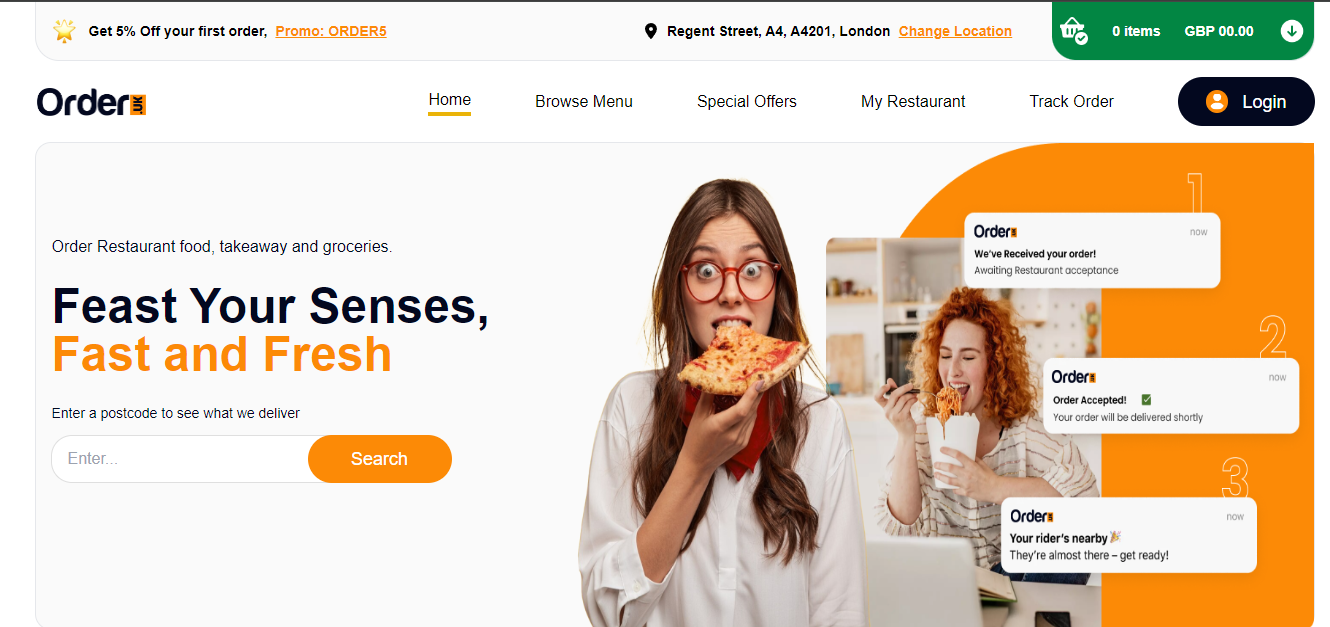 Get 5% Off your first order, Promo: ORDER5
Regent Street, A4, A4201, London Change Location
0 items GBP 00.00
Order.UK
Home Browse Menu Special Offers My Restaurant Track Order Login
Order Restaurant food, takeaway and groceries.
Feast Your Senses,
Fast and Fresh
Enter a postcode to see what we deliver
Enter...
Search
1
Order.UK now
We've Received your order!
Awaiting Restaurant acceptance
2
Order.UK now
Order Accepted! ✅
Your order will be delivered shortly
3
Order.UK now
Your rider's nearby 🎉
They're almost there – get ready!